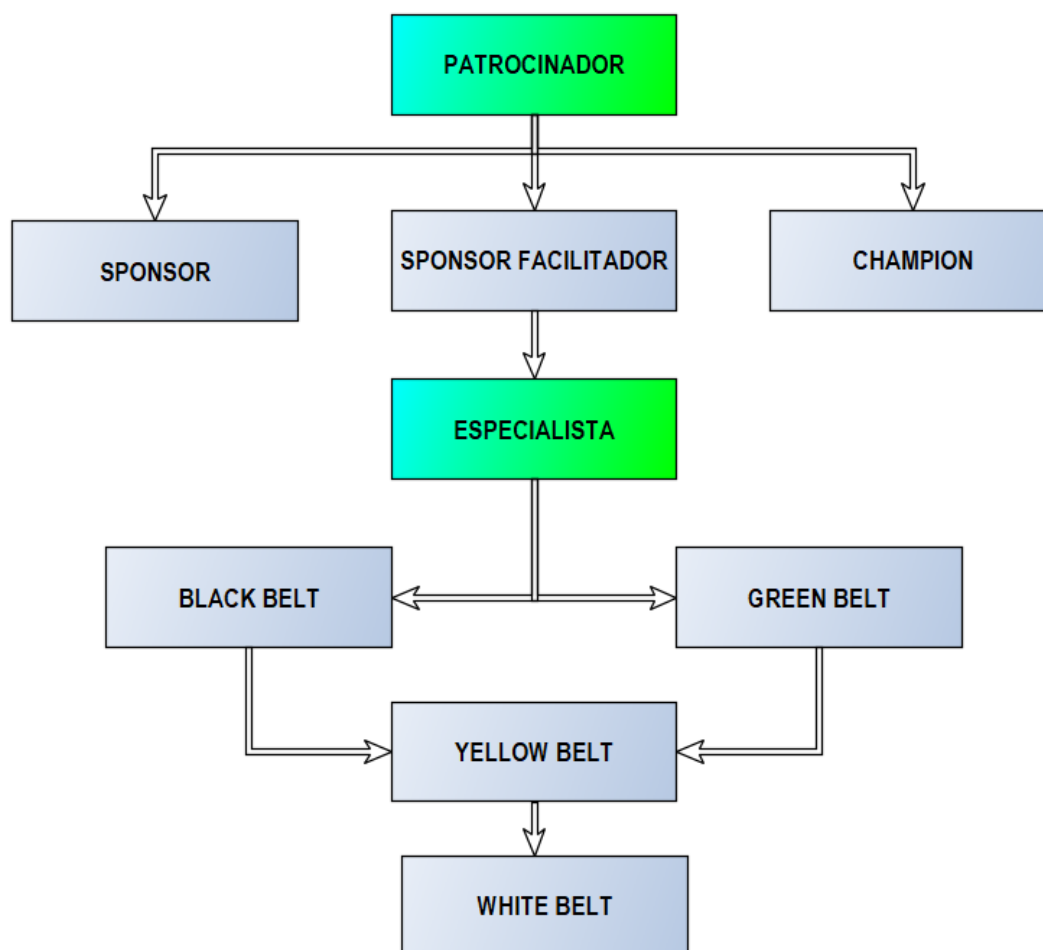 PATROCINADOR
SPONSOR
SPONSOR FACILITADOR
CHAMPION
ESPECIALISTA
BLACK BELT
GREEN BELT
YELLOW BELT
WHITE BELT